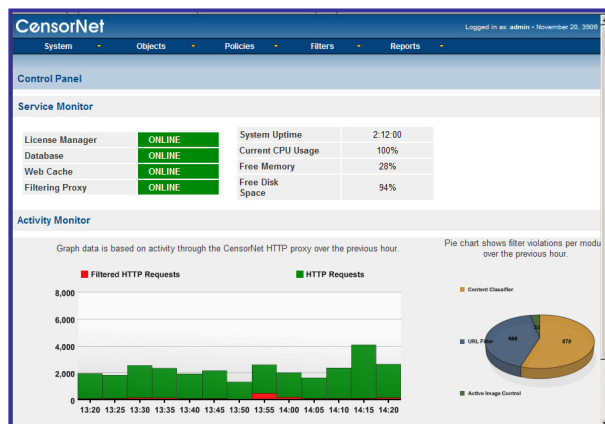 CensorNet
Logged in as: admin - November 20, 3906
System Objects Policies Filters Reports
Control Panel
Service Monitor
License Manager ONLINE
Database ONLINE
Web Cache ONLINE
Filtering Proxy ONLINE
System Uptime 2:12:00
Current CPU Usage 100%
Free Memory 28%
Free Disk Space 94%
Activity Monitor
Graph data is based on activity through the CensorNet HTTP proxy over the previous hour.
Filtered HTTP Requests HTTP Requests
8,000
6,000
4,000
2,000
0
13:20 13:25 13:30 13:35 13:40 13:45 13:50 13:55 14:00 14:05 14:10 14:15 14:20
Pie chart shows filter violations per modu
over the previous hour.
Content Classifier
URL Filter
Active Image Control
878